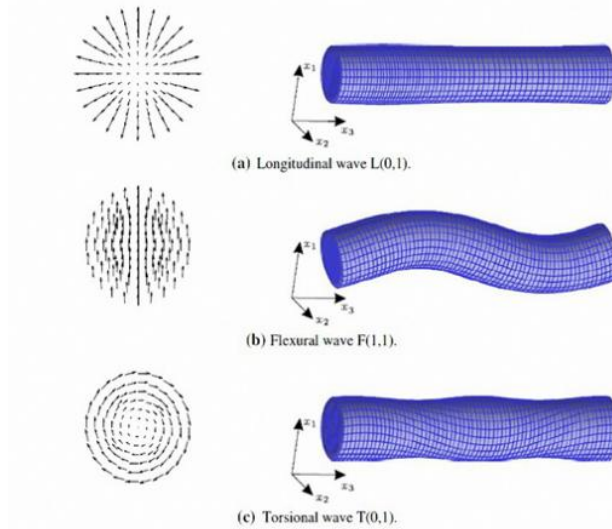 x₁
x₂
x₃
(a) Longitudinal wave L(0,1).
x₁
x₂
x₃
(b) Flexural wave F(1,1).
x₁
x₂
x₃
(c) Torsional wave T(0,1).